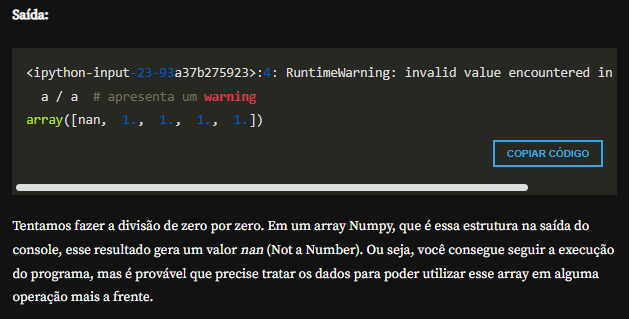 Saída:
<ipython-input-23-93a37b275923>:4: RuntimeWarning: invalid value encountered in
a / a  # apresenta um warning
array([nan,  1.,  1.,  1.,  1.])
COPIAR CÓDIGO
Tentamos fazer a divisão de zero por zero. Em um array Numpy, que é essa estrutura na saída do
console, esse resultado gera um valor nan (Not a Number). Ou seja, você consegue seguir a execução
do programa, mas é provável que precise tratar os dados para poder utilizar esse array em alguma
operação mais a frente.